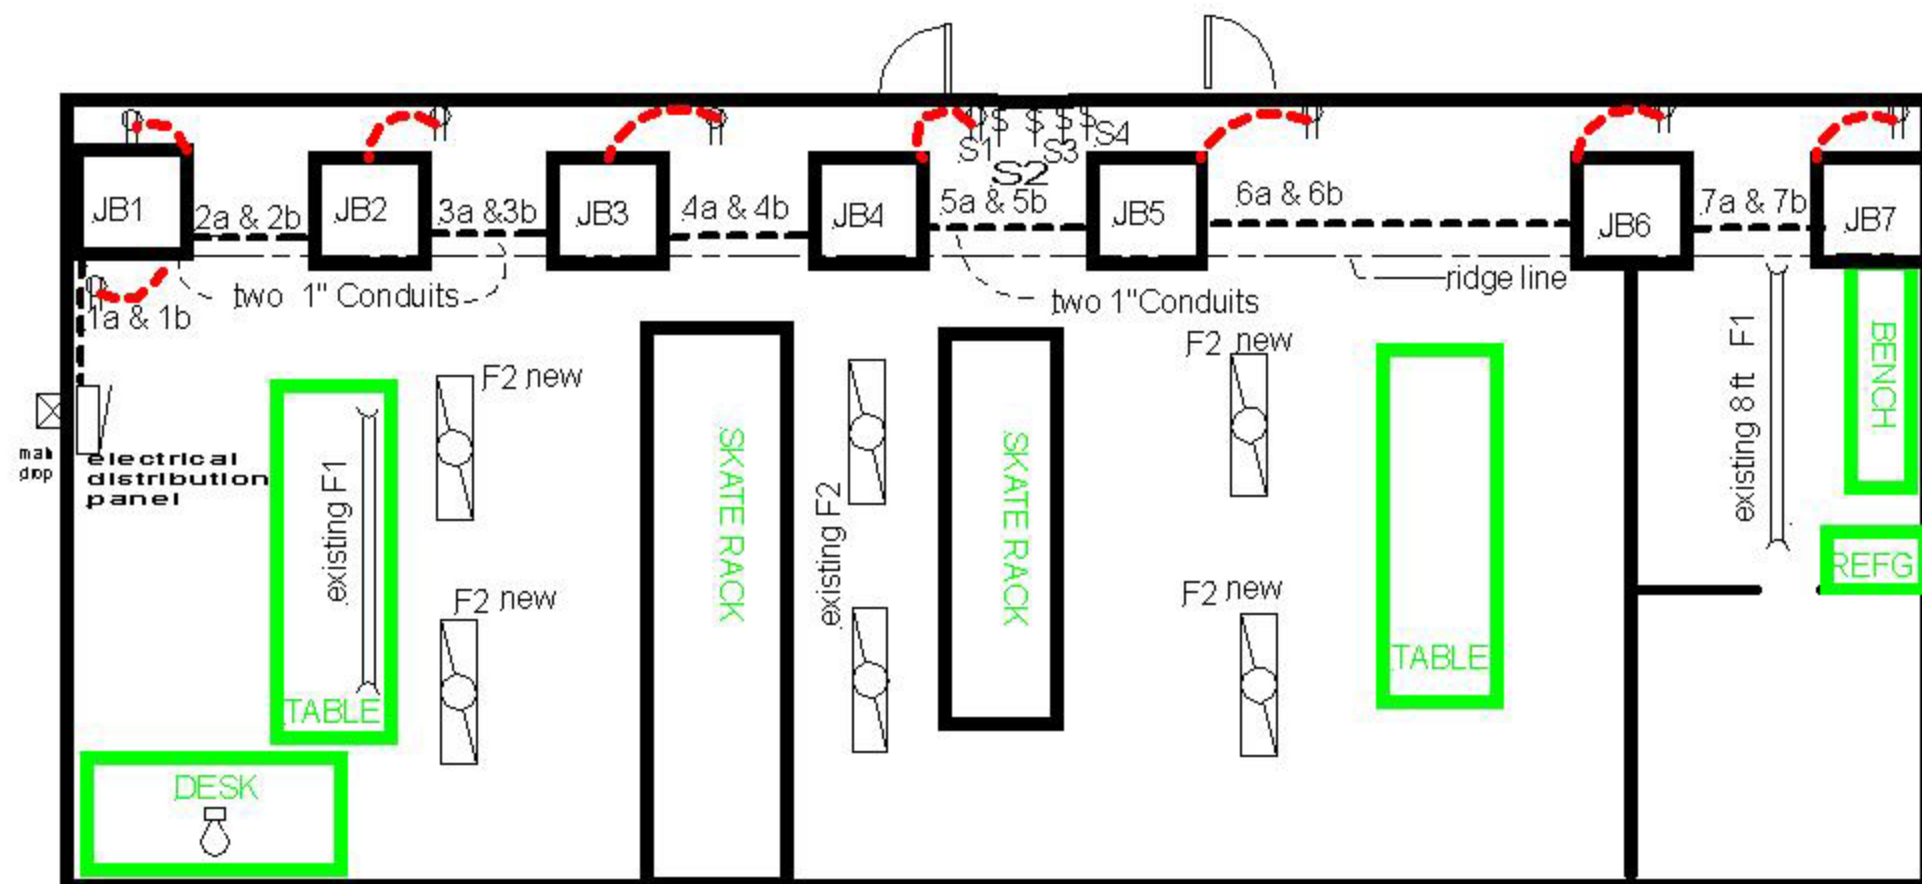 $ $ $ $
S1
S3
S4
S2
JB1
2a & 2b
JB2
3a &3b
JB3
4a & 4b
JB4
5a & 5b
JB5
6a & 6b
JB6
7a & 7b
JB7
1a & 1b
two 1" Conduits
two 1"Conduits
ridge line
F2 new
F2 new
existing 8 ft F1
BENCH
main
drop
electrical
distribution
panel
existing F1
TABLE
SKATE RACK
existing F2
SKATE RACK
TABLE
REFG
F2 new
F2 new
DESK